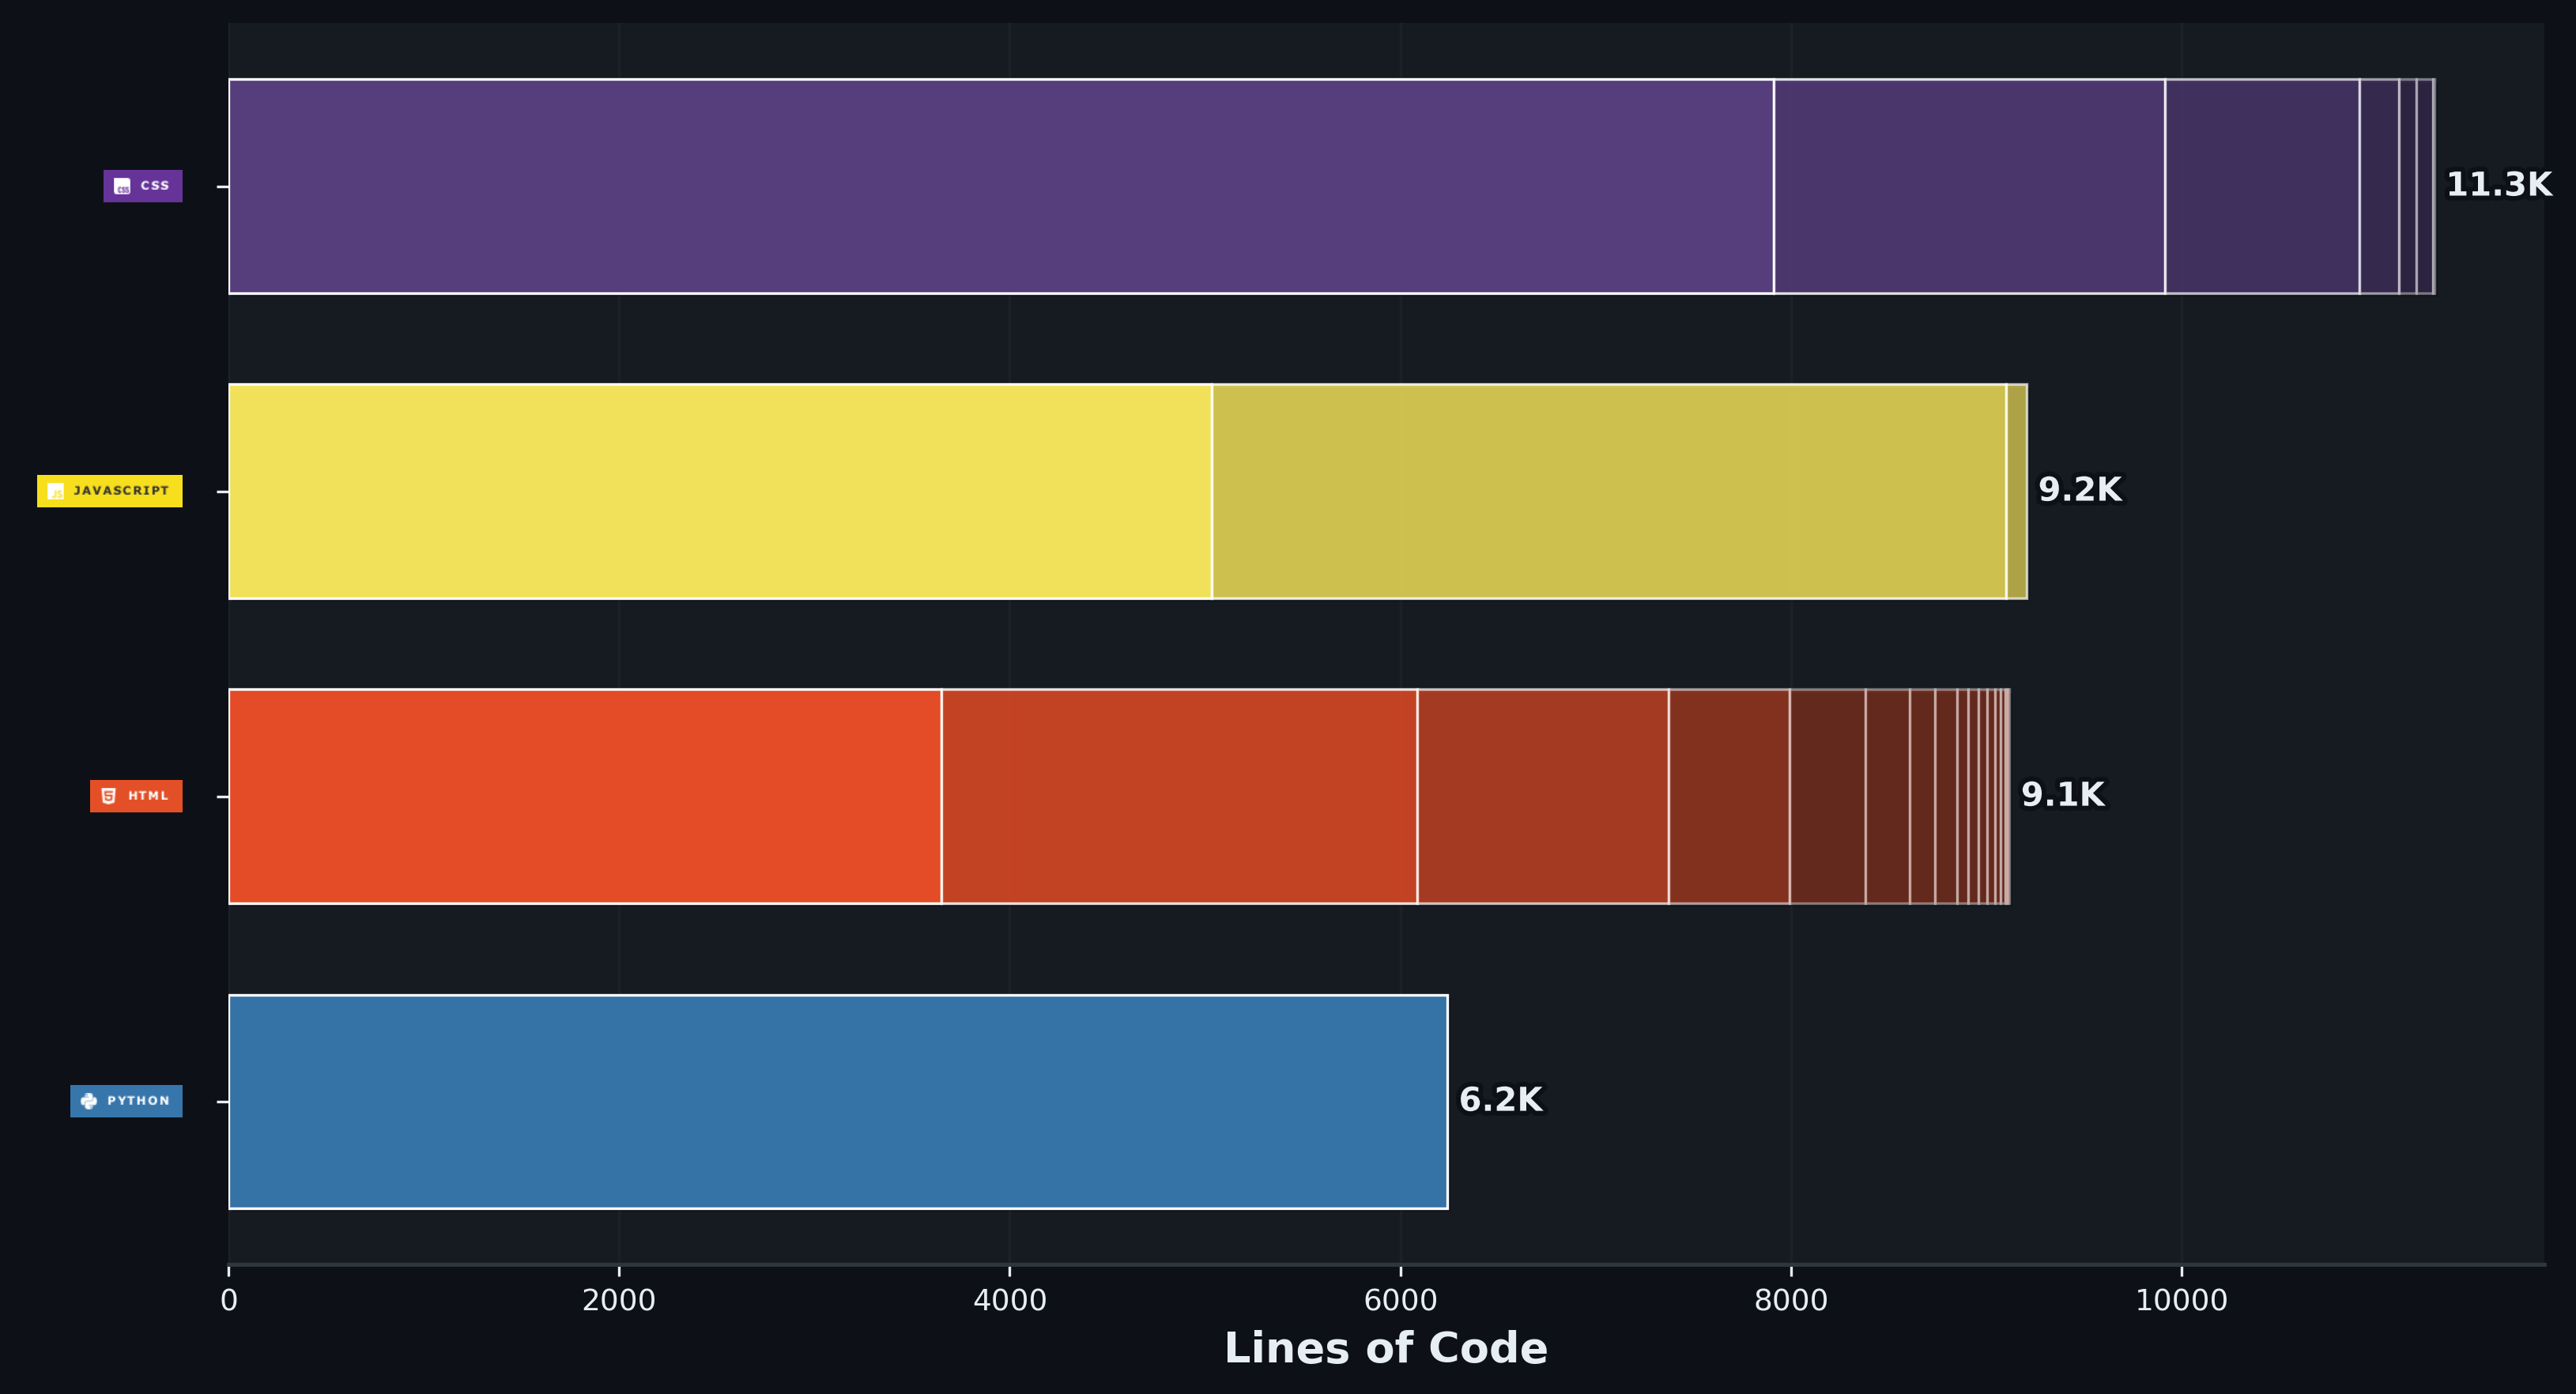 CSS
11.3K
JAVASCRIPT
9.2K
HTML
9.1K
PYTHON
6.2K
0 2000 4000 6000 8000 10000
Lines of Code